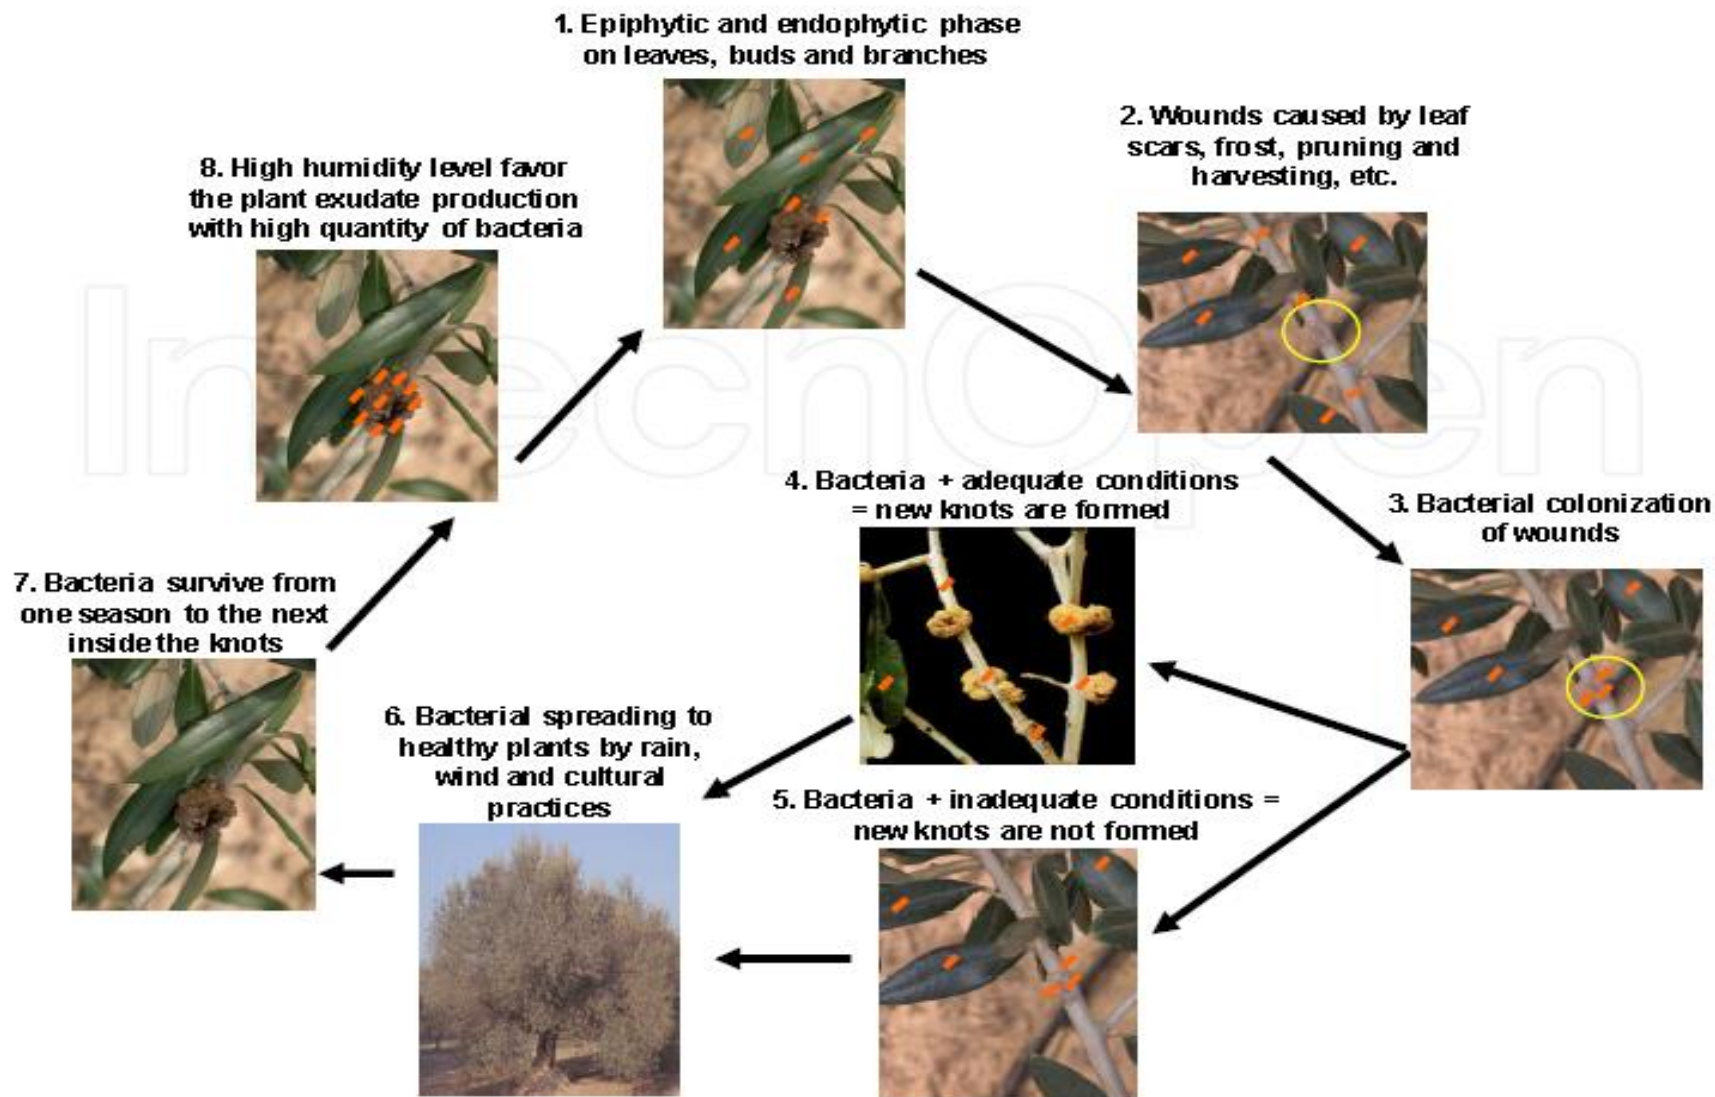 1. Epiphytic and endophytic phase
on leaves, buds and branches
2. Wounds caused by leaf
scars, frost, pruning and
harvesting, etc.
3. Bacterial colonization
of wounds
4. Bacteria + adequate conditions
= new knots are formed
5. Bacteria + inadequate conditions =
new knots are not formed
6. Bacterial spreading to
healthy plants by rain,
wind and cultural
practices
7. Bacteria survive from
one season to the next
inside the knots
8. High humidity level favor
the plant exudate production
with high quantity of bacteria
IntechOpen